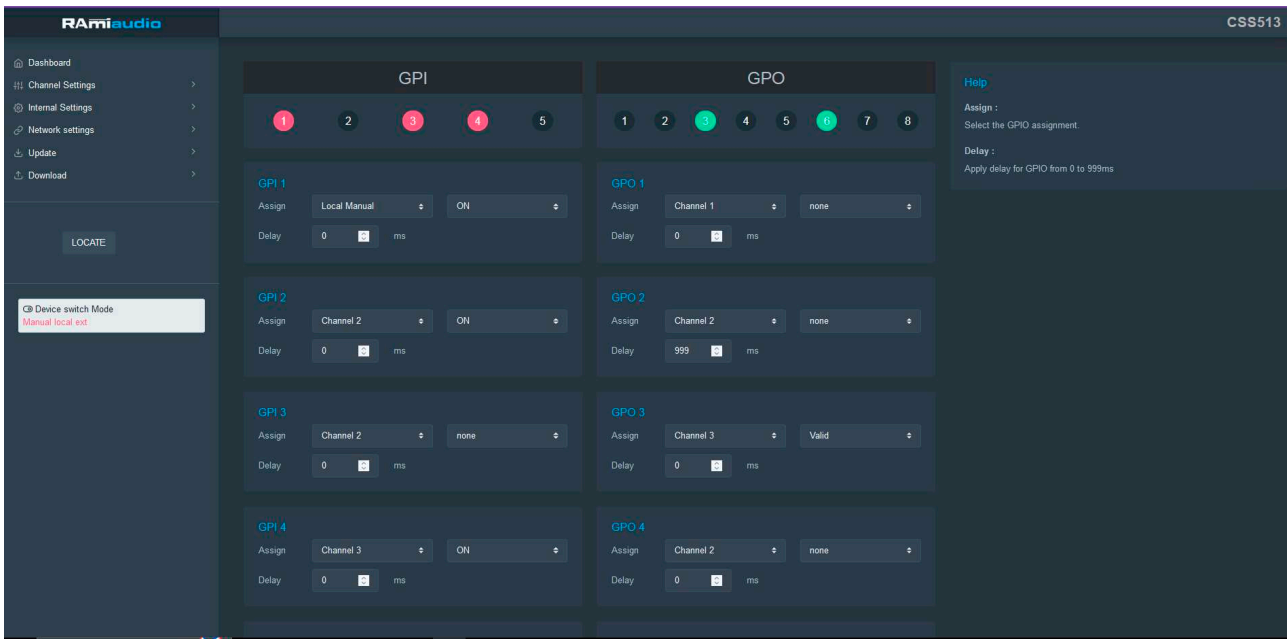 RAmiaudio
CSS513
Dashboard
Channel Settings
Internal Settings
Network settings
Update
Download
LOCATE
Device switch Mode
Manual local ext
GPI
1 2 3 4 5
GPI 1
Assign Local Manual ON
Delay 0 ms
GPI 2
Assign Channel 2 ON
Delay 0 ms
GPI 3
Assign Channel 2 none
Delay 0 ms
GPI 4
Assign Channel 3 ON
Delay 0 ms
GPO
1 2 3 4 5 6 7 8
GPO 1
Assign Channel 1 none
Delay 0 ms
GPO 2
Assign Channel 2 none
Delay 999 ms
GPO 3
Assign Channel 3 Valid
Delay 0 ms
GPO 4
Assign Channel 2 none
Delay 0 ms
Help
Assign :
Select the GPIO assignment.
Delay :
Apply delay for GPIO from 0 to 999ms